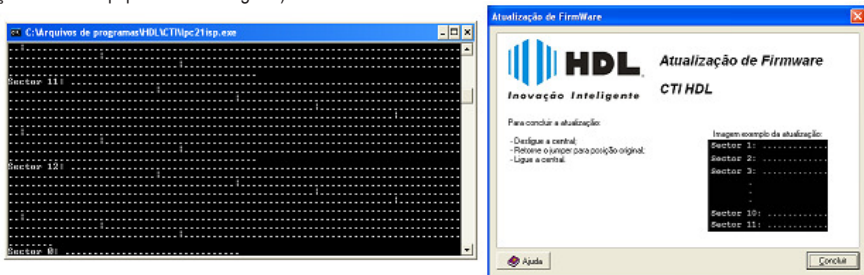 C:\Arquivos de programas\HDL\CTI\lpc21isp.exe
Sector 11:
Sector 12:
Sector 0:
Atualização de FirmWare
HDL
Inovação Inteligente
Atualização de Firmware
CTI HDL
Para concluir a atualização:
- Desligue a central;
- Retorne o jumper para posição original;
- Ligue a central.
Imagem exemplo da atualização:
Sector 1: ............
Sector 2: ............
Sector 3: ............
.
.
.
Sector 10: ...........
Sector 11: ...........
Ajuda
Concluir